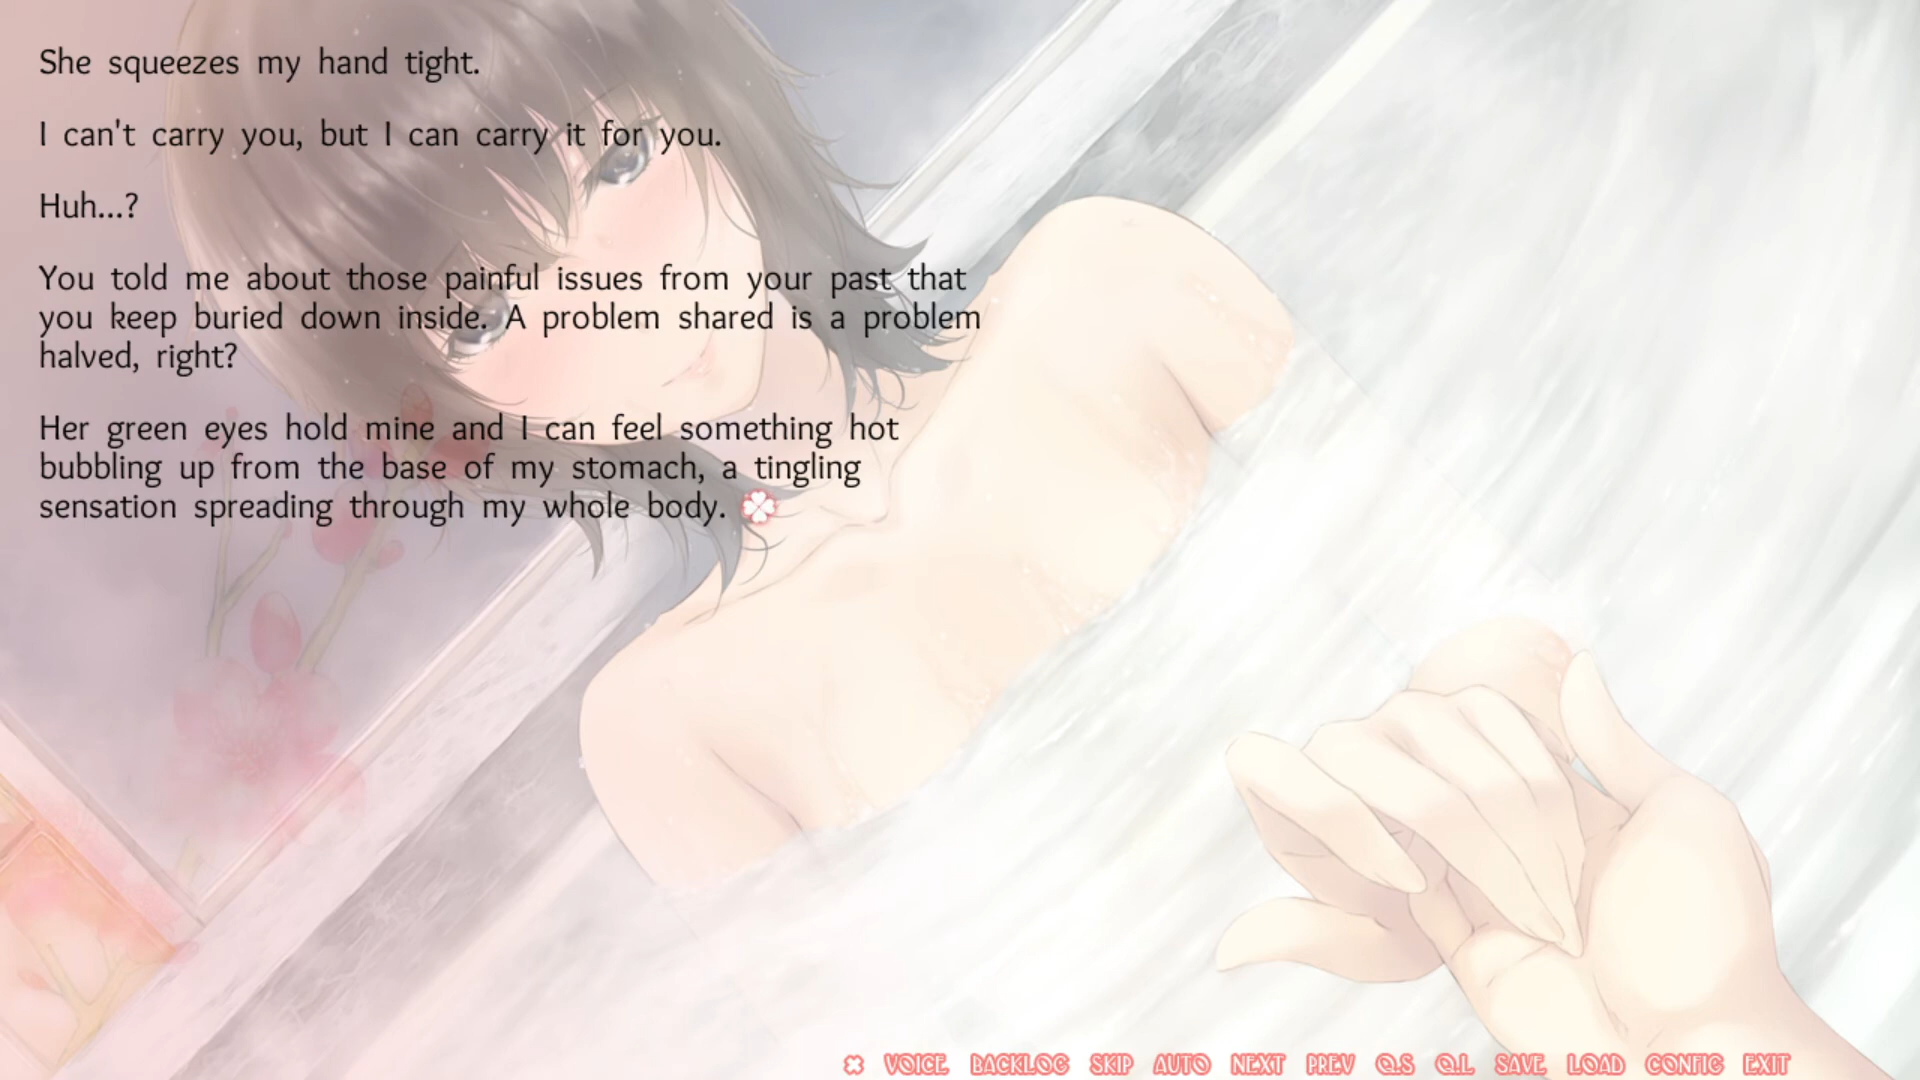 She squeezes my hand tight.
I can't carry you, but I can carry it for you.
Huh...?
You told me about those painful issues from your past that
you keep buried down inside. A problem shared is a problem
halved, right?
Her green eyes hold mine and I can feel something hot
bubbling up from the base of my stomach, a tingling
sensation spreading through my whole body.
VOICE BACKLOG SKIP AUTO NEXT PREV Q.S Q.L SAVE LOAD CONFIG EXIT